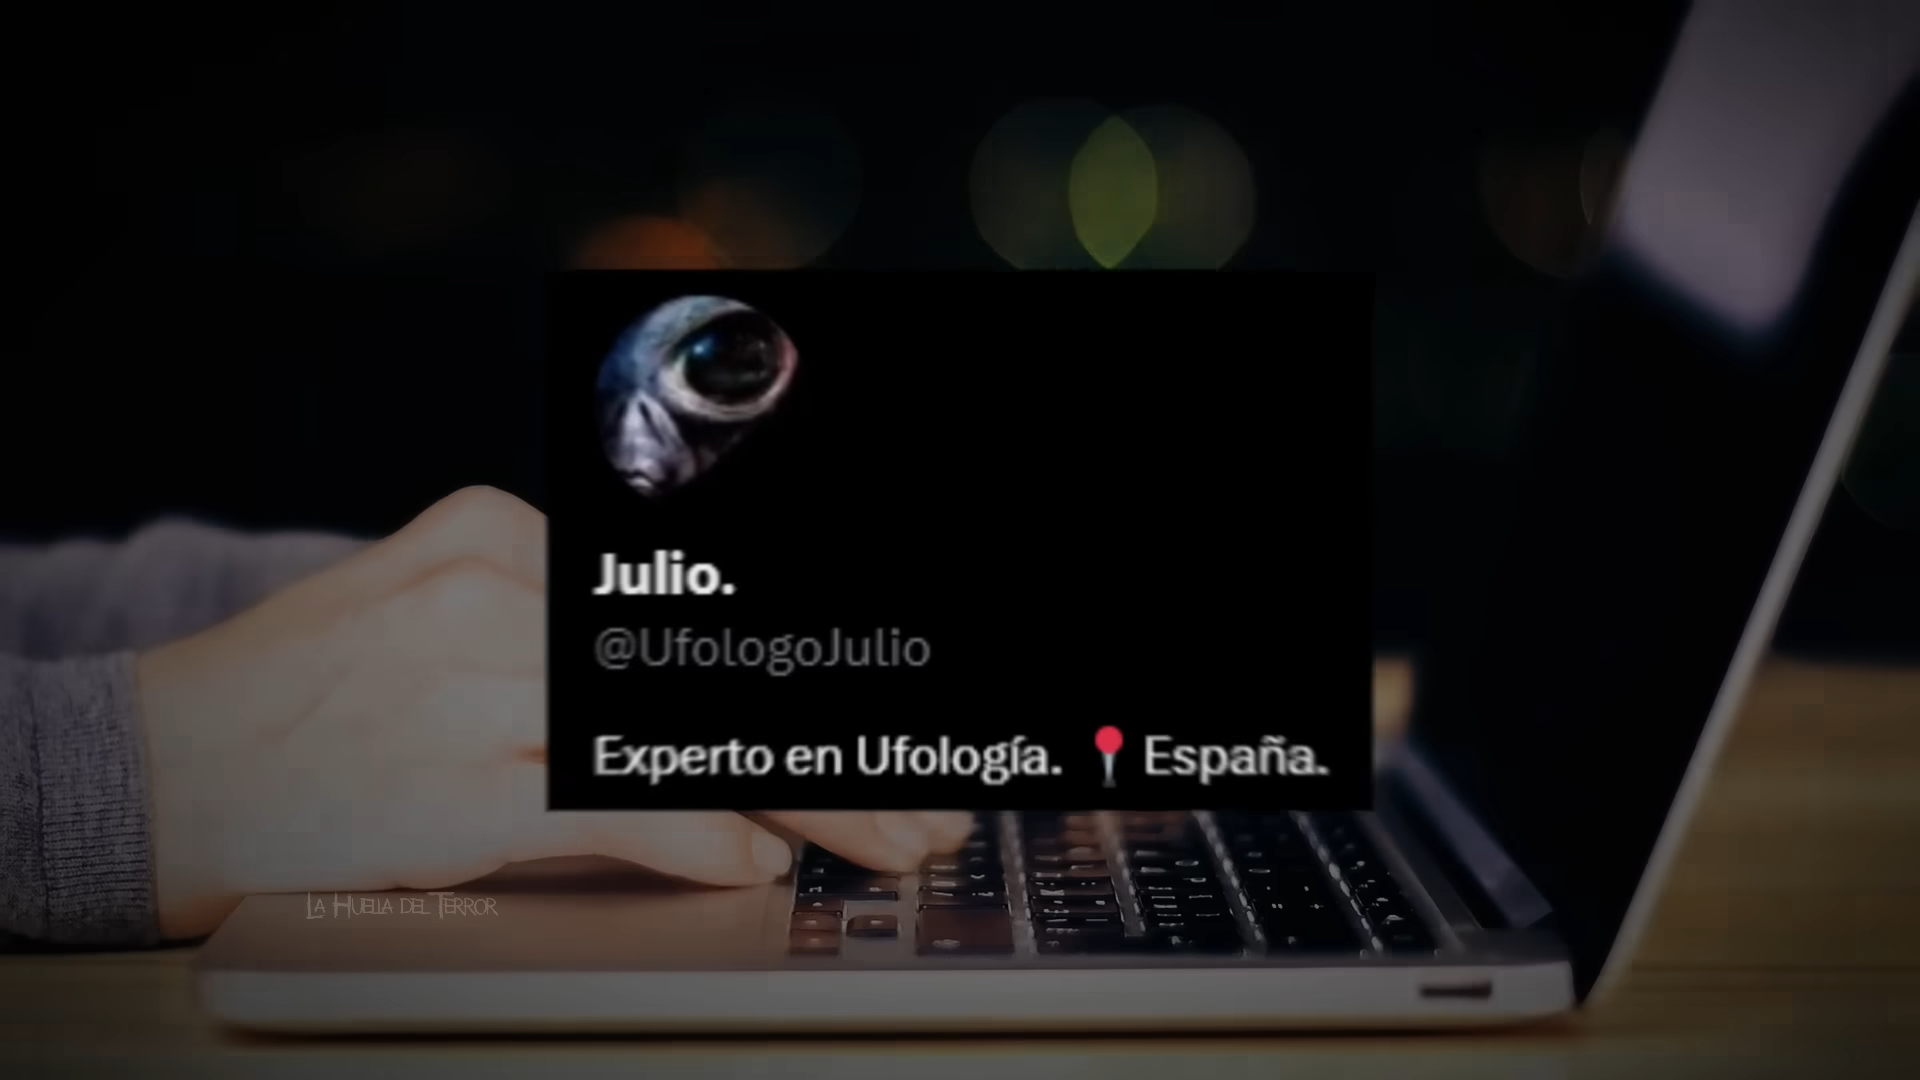 Julio.
@UfologoJulio
Experto en Ufología. 📍 España.
La Huella del Terror